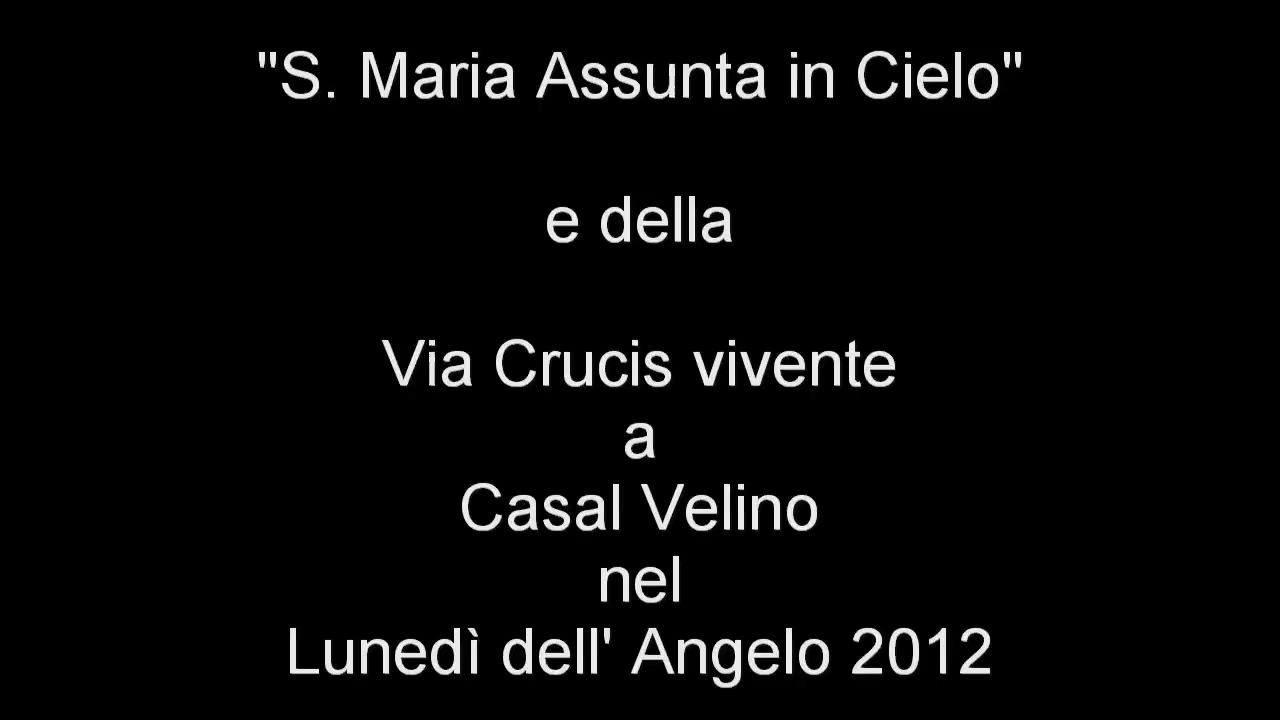 "S. Maria Assunta in Cielo"
e della
Via Crucis vivente
a
Casal Velino
nel
Lunedì dell' Angelo 2012